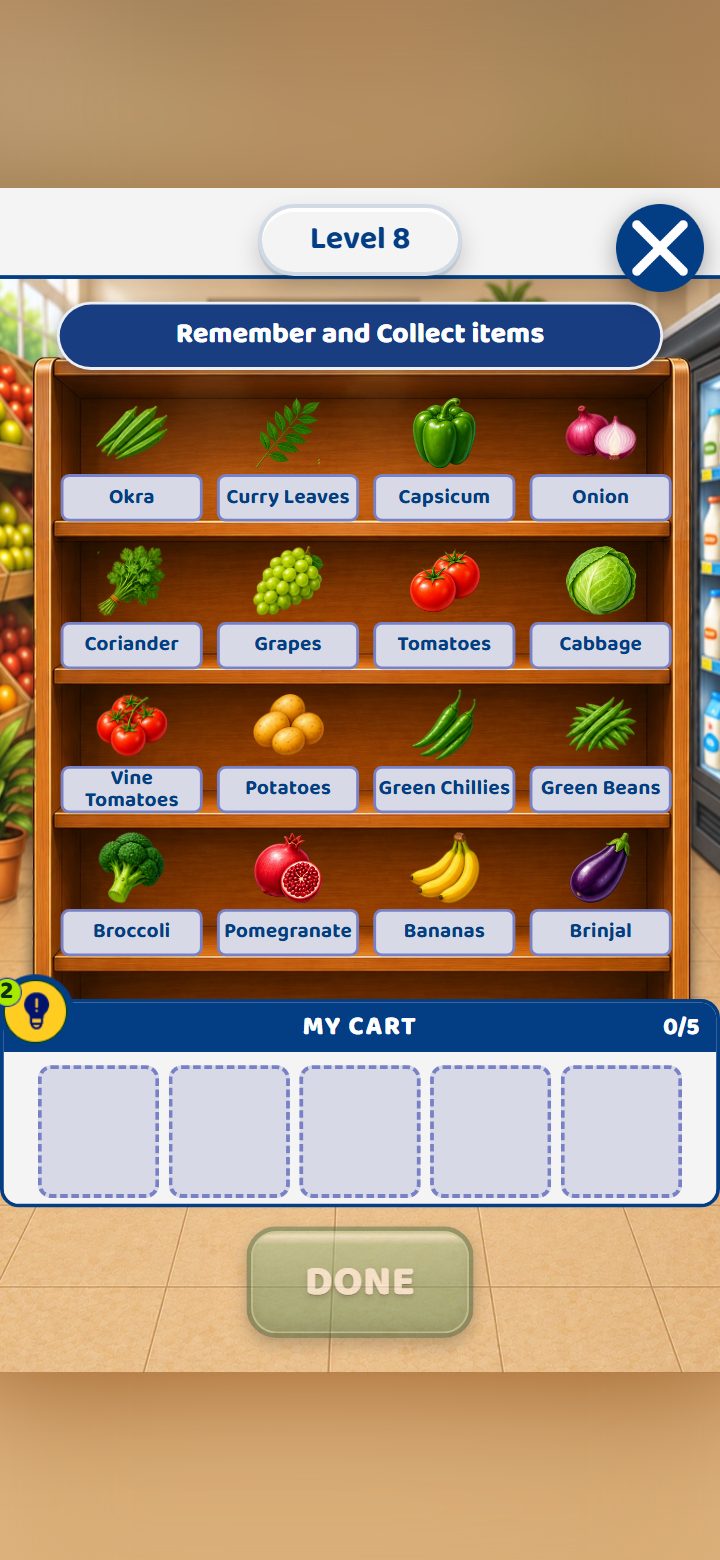 Level 8
Remember and Collect items
Okra
Curry Leaves
Capsicum
Onion
Coriander
Grapes
Tomatoes
Cabbage
Vine
Tomatoes
Potatoes
Green Chillies
Green Beans
Broccoli
Pomegranate
Bananas
Brinjal
2
MY CART
0/5
DONE